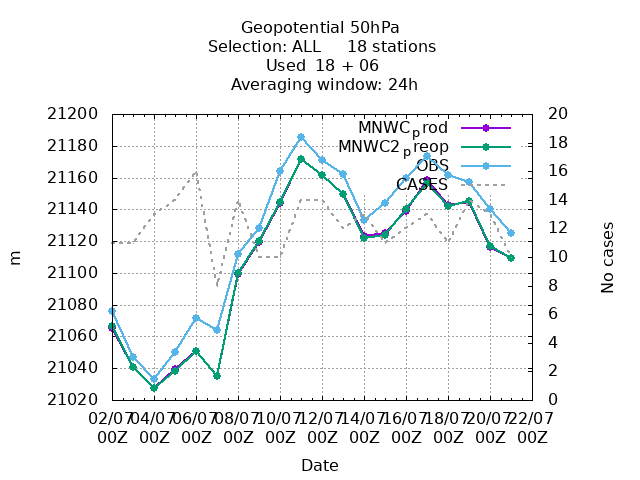 Geopotential 50hPa
Selection: ALL 18 stations
Used 18 + 06
Averaging window: 24h
21200
21180
21160
21140
21120
21100
21080
21060
21040
21020
m
20
18
16
14
12
10
8
6
4
2
0
No cases
MNWCprod
MNWC2preop
OBS
CASES
02/07 04/07 06/07 08/07 10/07 12/07 14/07 16/07 18/07 20/07 22/07
00Z 00Z 00Z 00Z 00Z 00Z 00Z 00Z 00Z 00Z 00Z
Date